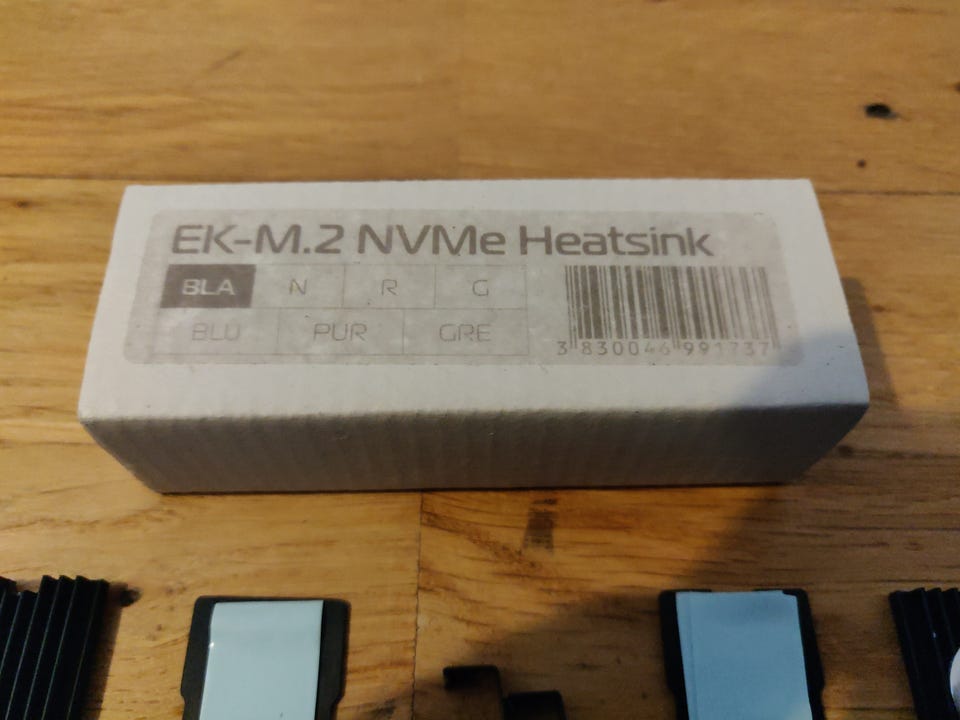 EK-M.2 NVMe Heatsink
BLA N R G
BLU PUR GRE
3 830046 991737